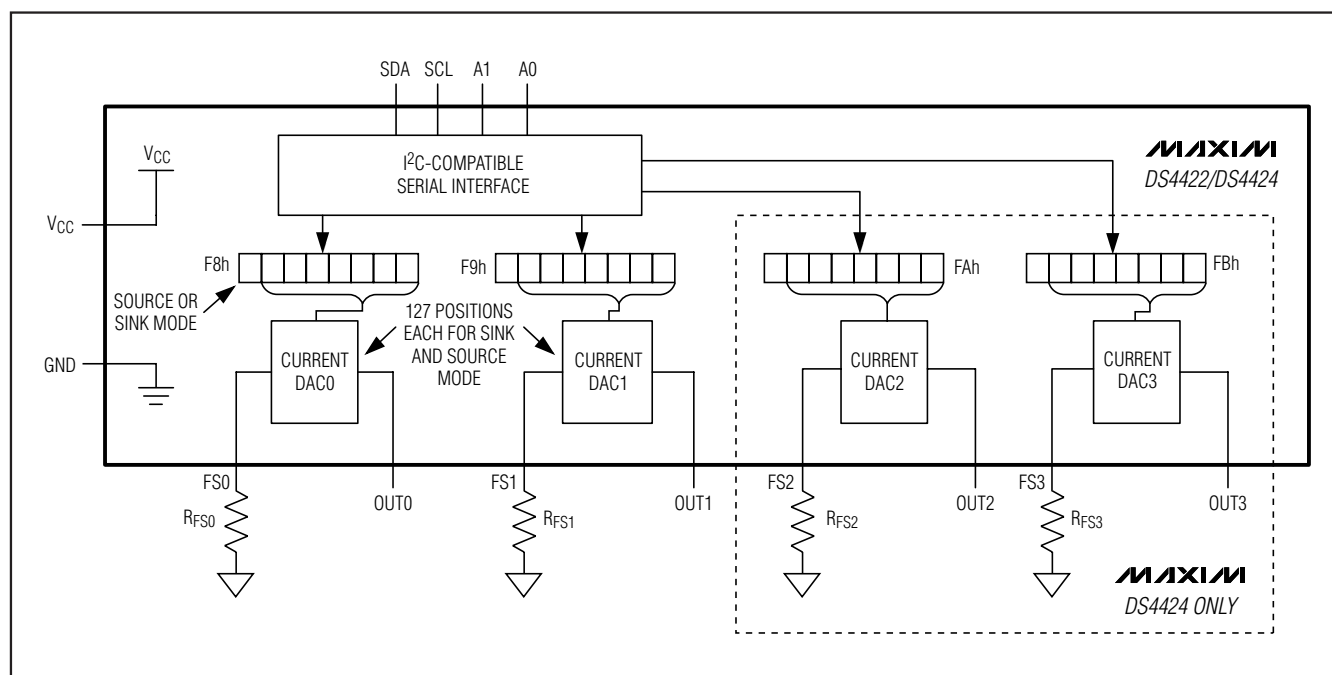 SDA SCL A1 A0
VCC
VCC
I²C-COMPATIBLE
SERIAL INTERFACE
MAXIM
DS4422/DS4424
F8h
F9h
FAh
FBh
SOURCE OR
SINK MODE
127 POSITIONS
EACH FOR SINK
AND SOURCE
MODE
GND
CURRENT
DAC0
CURRENT
DAC1
CURRENT
DAC2
CURRENT
DAC3
FS0
OUT0
FS1
OUT1
FS2
OUT2
FS3
OUT3
RFS0
RFS1
RFS2
RFS3
MAXIM
DS4424 ONLY